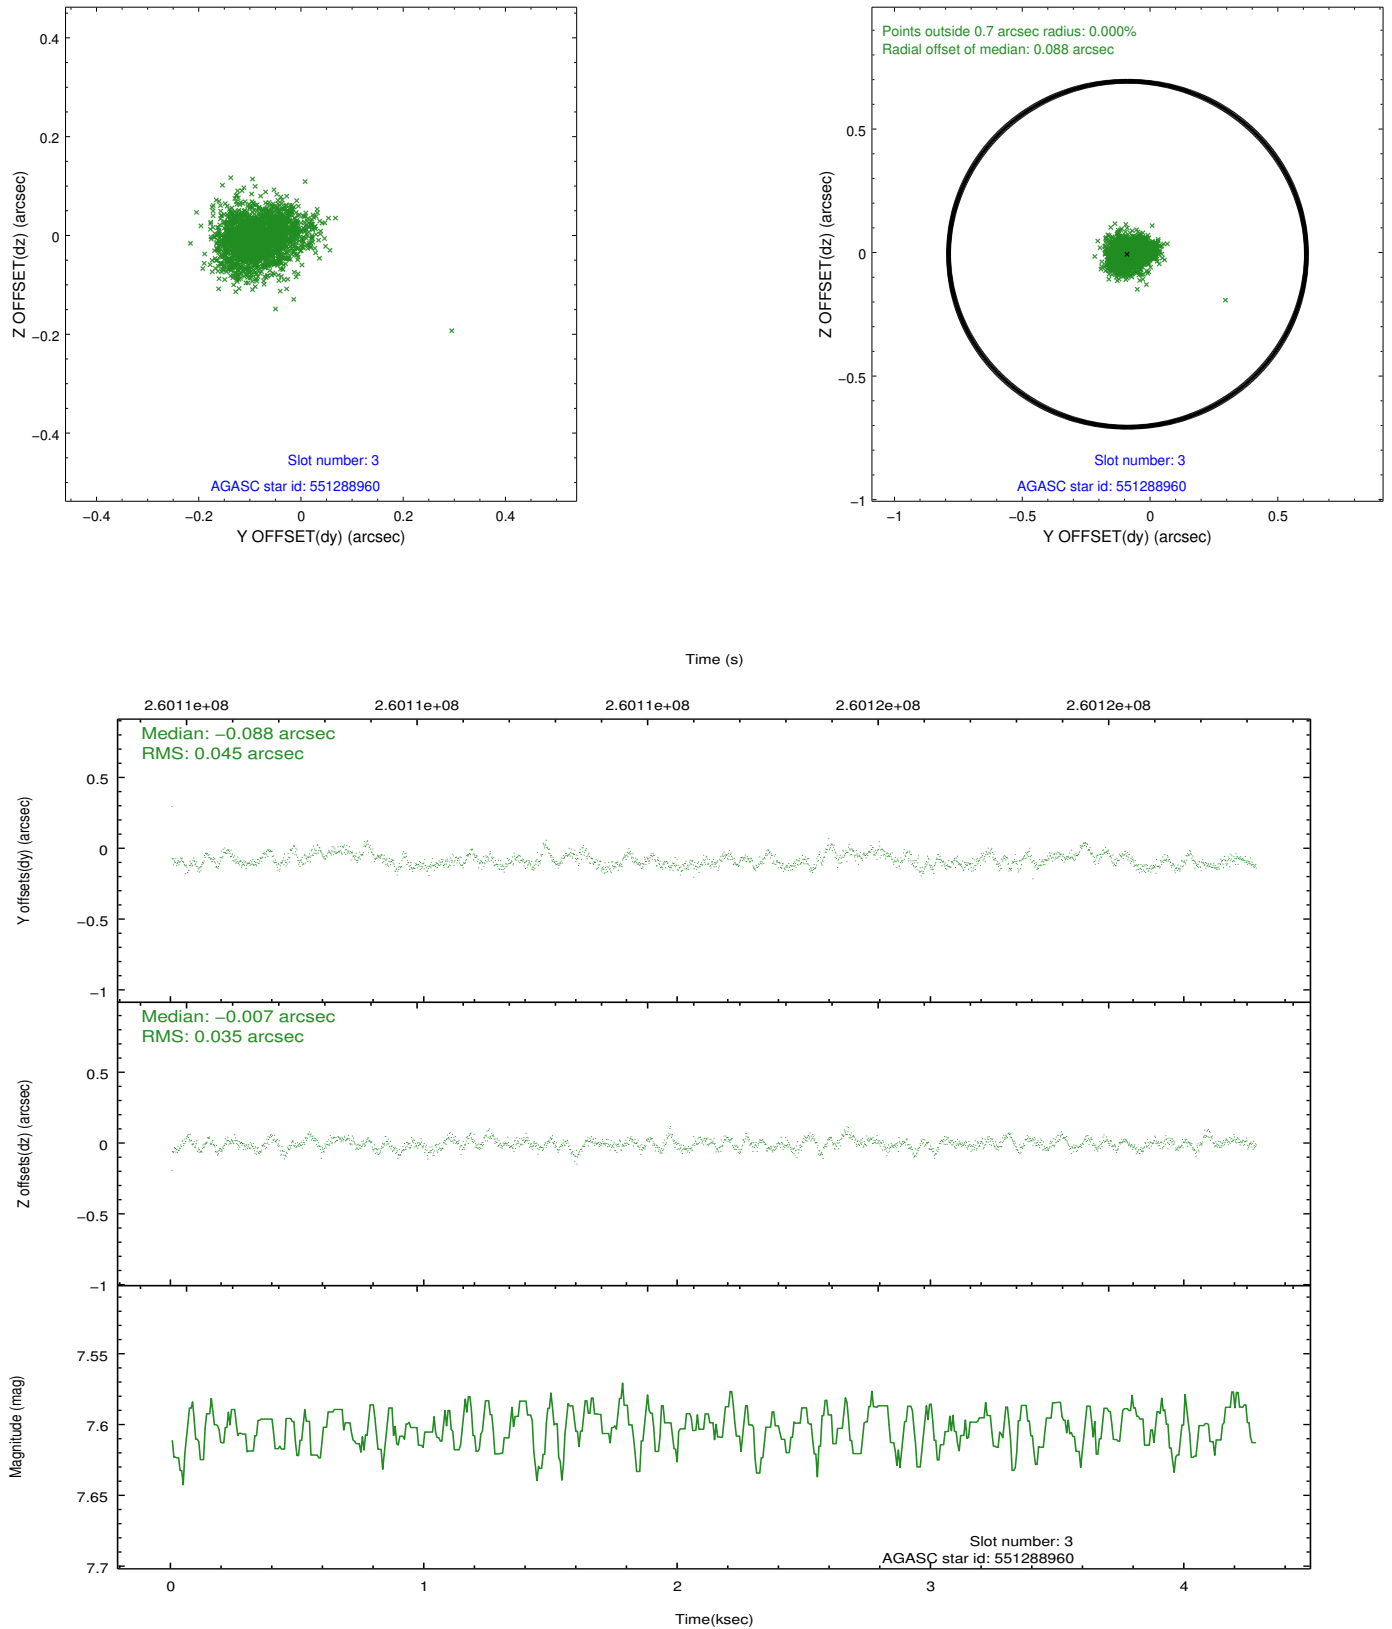 0.4
0.2
0
−0.2
−0.4
Z OFFSET(dz) (arcsec)
Slot number: 3
AGASC star id: 551288960
−0.4
−0.2
0
0.2
0.4
Y OFFSET(dy) (arcsec)
Points outside 0.7 arcsec radius: 0.000%
Radial offset of median: 0.088 arcsec
0.5
0
−0.5
−1
Z OFFSET(dz) (arcsec)
Slot number: 3
AGASC star id: 551288960
−1
−0.5
0
0.5
Y OFFSET(dy) (arcsec)
Time (s)
2.6011e+08
2.6011e+08
2.6011e+08
2.6012e+08
2.6012e+08
Median: −0.088 arcsec
RMS: 0.045 arcsec
0.5
0
−0.5
−1
Y offsets(dy) (arcsec)
Median: −0.007 arcsec
RMS: 0.035 arcsec
0.5
0
−0.5
−1
Z offsets(dz) (arcsec)
7.55
7.6
7.65
7.7
Magnitude (mag)
Slot number: 3
AGASC star id: 551288960
0
1
2
3
4
Time(ksec)